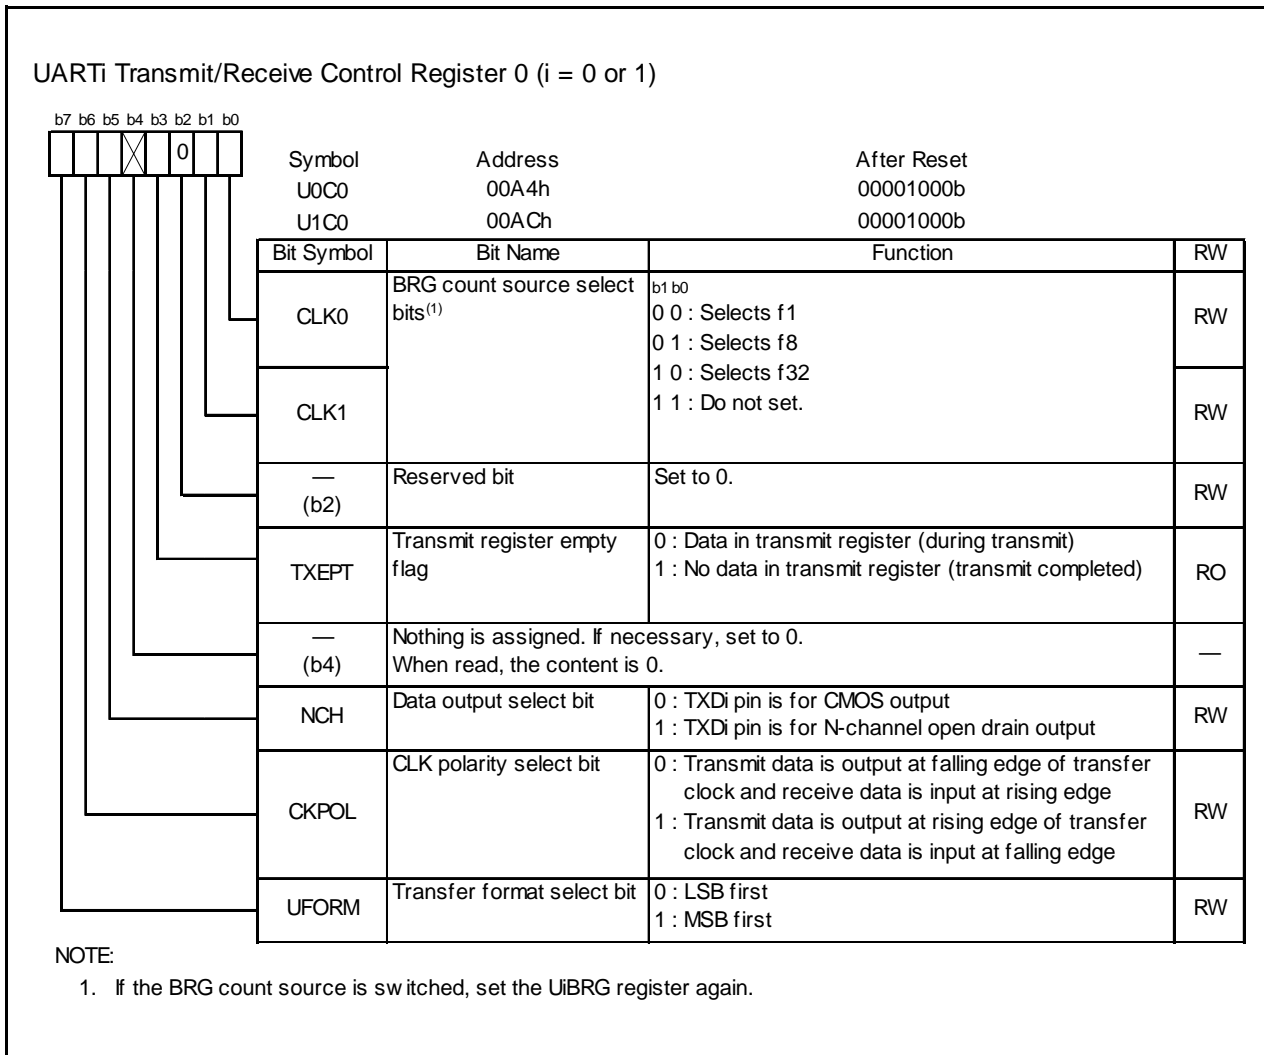 UARTi Transmit/Receive Control Register 0 (i = 0 or 1)
b7 b6 b5 b4 b3 b2 b1 b0
0
Symbol Address After Reset
U0C0 00A4h 00001000b
U1C0 00ACh 00001000b
Bit Symbol Bit Name Function RW
CLK0 BRG count source select bits(1) RW
b1 b0
0 0 : Selects f1
0 1 : Selects f8
1 0 : Selects f32
1 1 : Do not set.
CLK1 RW
— Reserved bit Set to 0. RW
(b2)
Transmit register empty 0 : Data in transmit register (during transmit)
flag 1 : No data in transmit register (transmit completed)
TXEPT RO
— Nothing is assigned. If necessary, set to 0. —
(b4) When read, the content is 0.
NCH Data output select bit 0 : TXDi pin is for CMOS output RW
1 : TXDi pin is for N-channel open drain output
CLK polarity select bit 0 : Transmit data is output at falling edge of transfer
clock and receive data is input at rising edge
CKPOL 1 : Transmit data is output at rising edge of transfer RW
clock and receive data is input at falling edge
UFORM Transfer format select bit 0 : LSB first RW
1 : MSB first
NOTE:
1. If the BRG count source is switched, set the UiBRG register again.